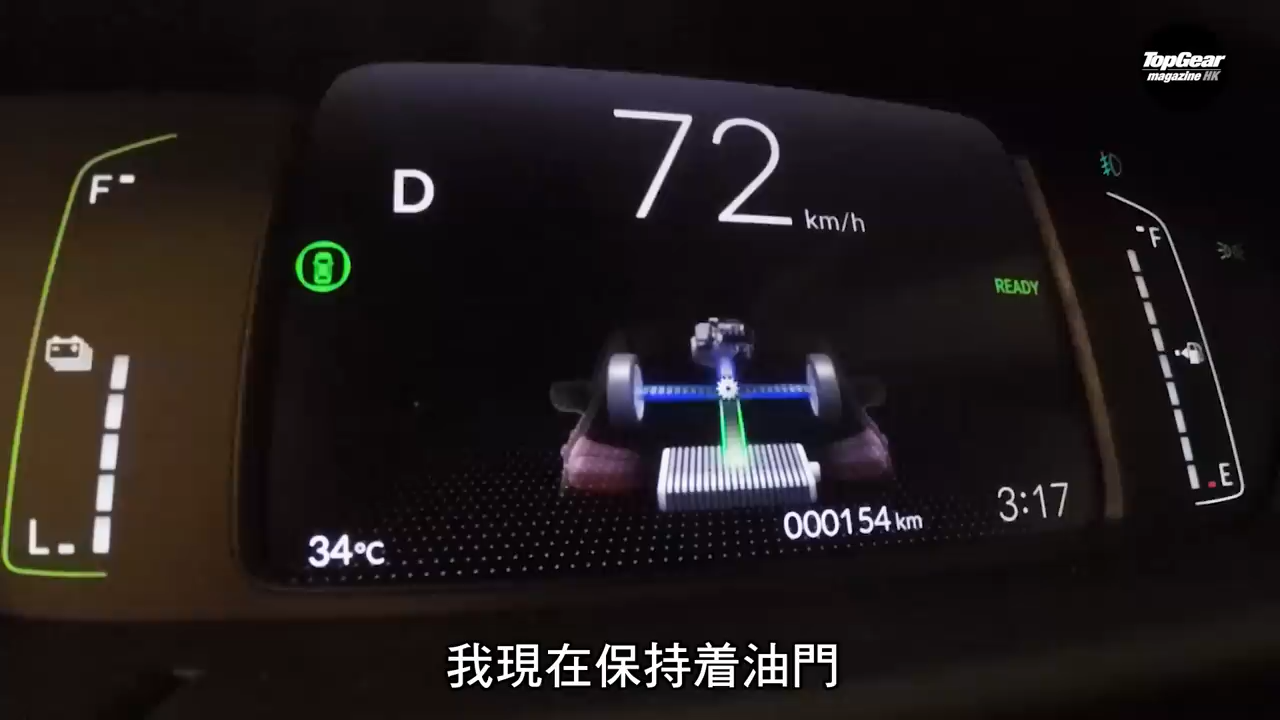 TopGear
magazine HK
72 km/h
D
F
F
READY
L
E
34°C
000154 km
3:17
我現在保持着油門